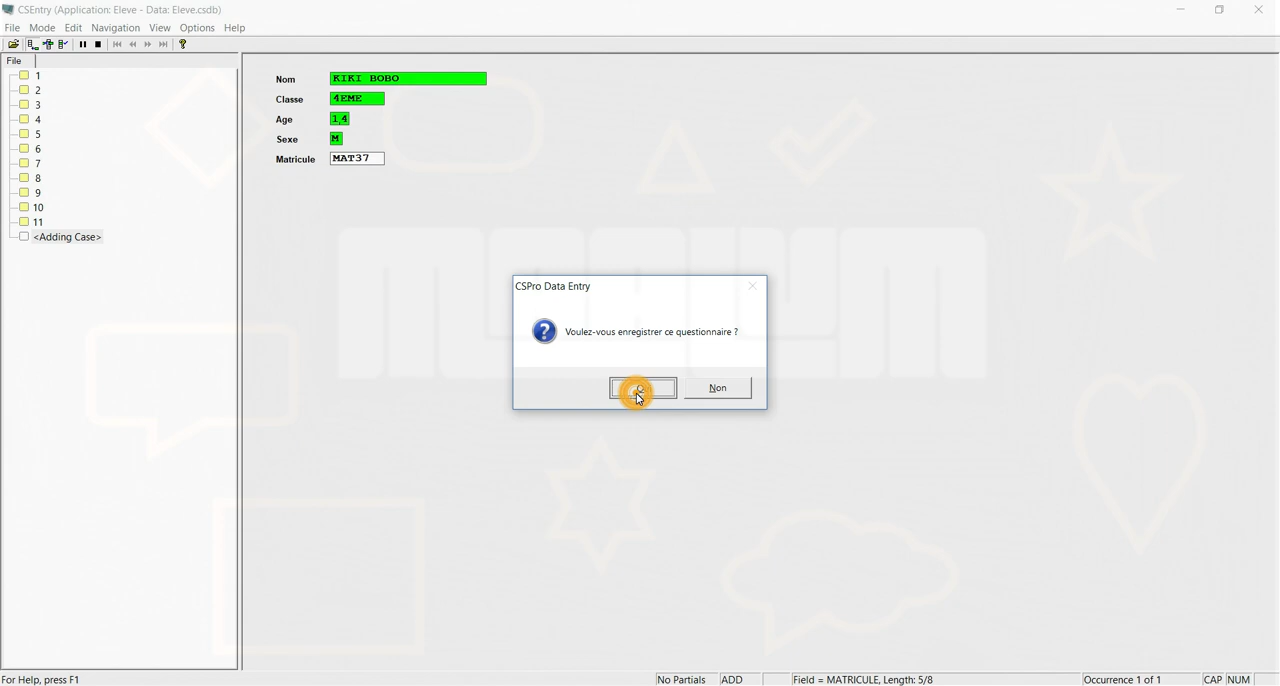 CSEntry (Application: Eleve - Data: Eleve.csdb)
File Mode Edit Navigation View Options Help
File
1
2
3
4
5
6
7
8
9
10
11
<Adding Case>
Nom KIKI BOBO
Classe 4EME
Age 14
Sexe M
Matricule MAT37
CSPro Data Entry
Voulez-vous enregistrer ce questionnaire ?
Non
For Help, press F1
No Partials ADD Field = MATRICULE, Length: 5/8 Occurrence 1 of 1 CAP NUM